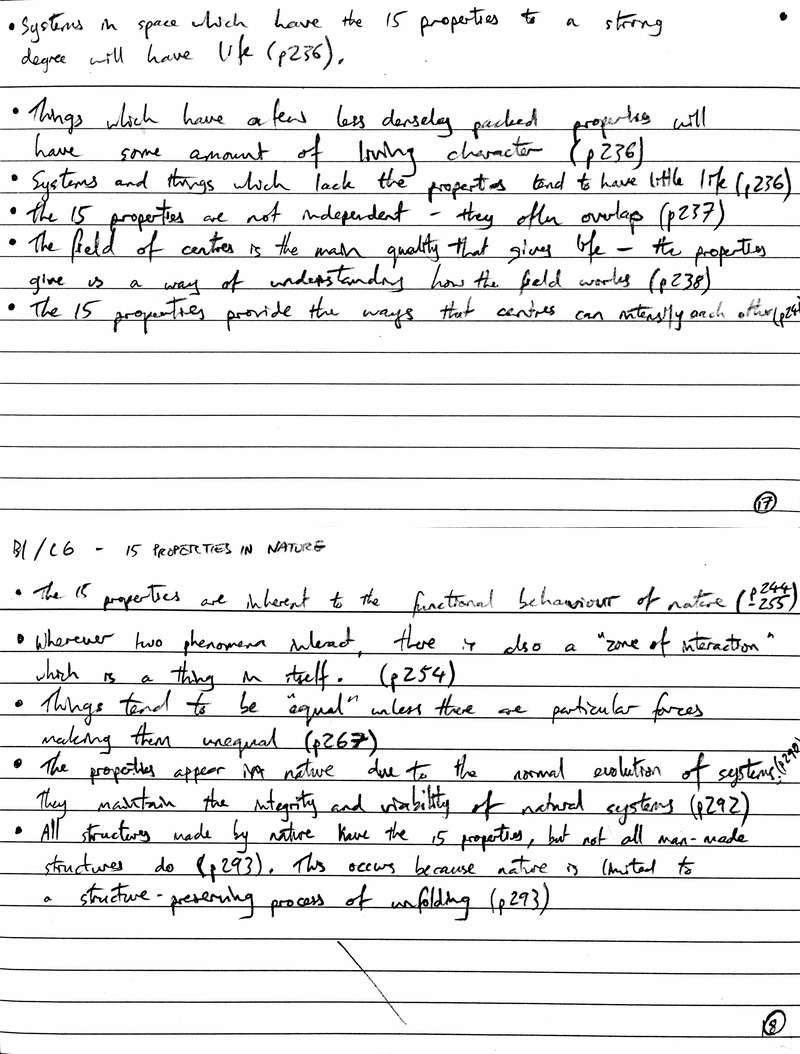 • Systems in space which have the 15 properties to a strong
degree will have life (p236).
• Things which have a few less densely packed properties will
have some amount of living character (p236)
• Systems and things which lack the properties tend to have little life (p236)
• The 15 properties are not independent - they often overlap (p237)
• The field of centres is the main quality that gives life - the properties
give us a way of understanding how the field works (p238)
• The 15 properties provide the ways that centres can intensify each other
17
B1/C6 - 15 PROPERTIES IN NATURE
• The 15 properties are inherent to the functional behaviour of nature (p244-255)
• Wherever two phenomena interact, there is also a "zone of interaction"
which is a thing in itself. (p254)
• Things tend to be "equal" unless there are particular forces
making them unequal (p267)
• The properties appear in nature due to the normal evolution of systems. (p290)
They maintain the integrity and viability of natural systems (p292)
• All structures made by nature have the 15 properties, but not all man-made
structures do (p293). This occurs because nature is limited to
a structure-preserving process of unfolding (p293)